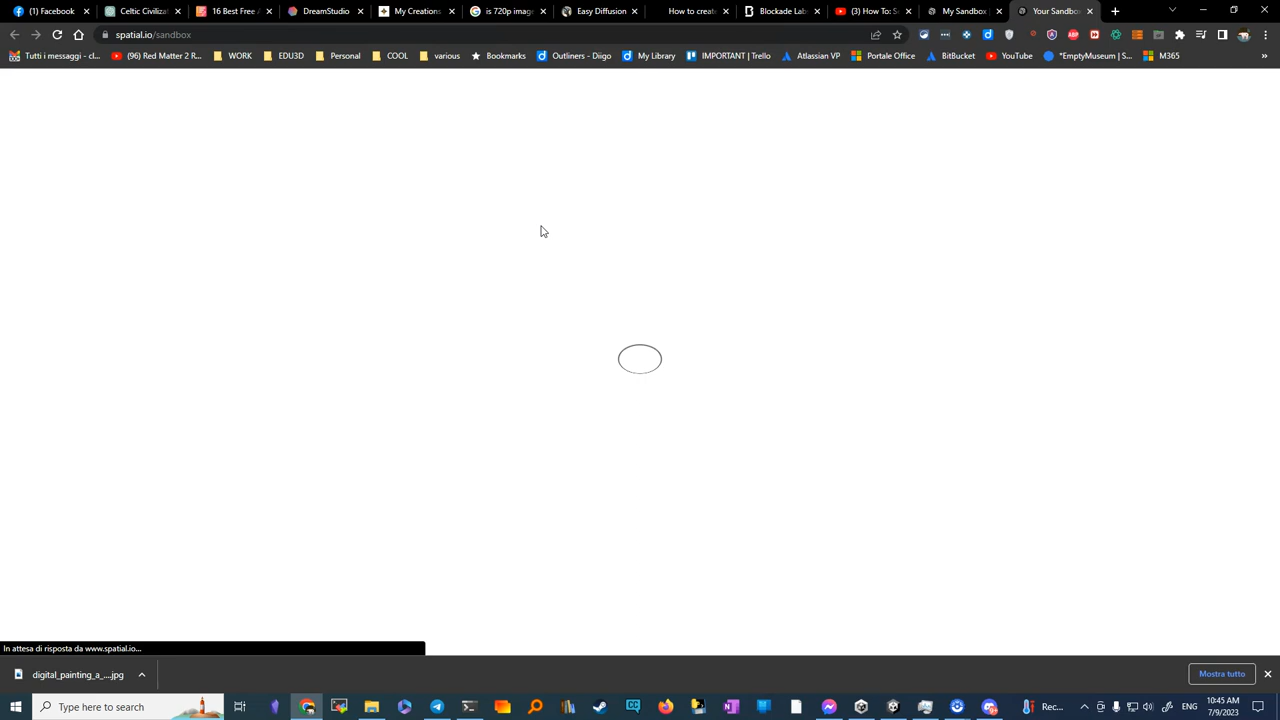 (1) Facebook Celtic Civiliza 16 Best Free A DreamStudio My Creations is 720p imag Easy Diffusion How to creat Blockade Lab (3) How To: S My Sandbox Your Sandbox
spatial.io/sandbox
Tutti i messaggi - cl... (96) Red Matter 2 R... WORK EDU3D Personal COOL various Bookmarks Outliners - Diigo My Library IMPORTANT | Trello Atlassian VP Portale Office BitBucket YouTube *EmptyMuseum | S... M365 »
In attesa di risposta da www.spatial.io...
digital_painting_a_....jpg
Mostra tutto
Type here to search
Rec...
ENG
10:45 AM
7/9/2023